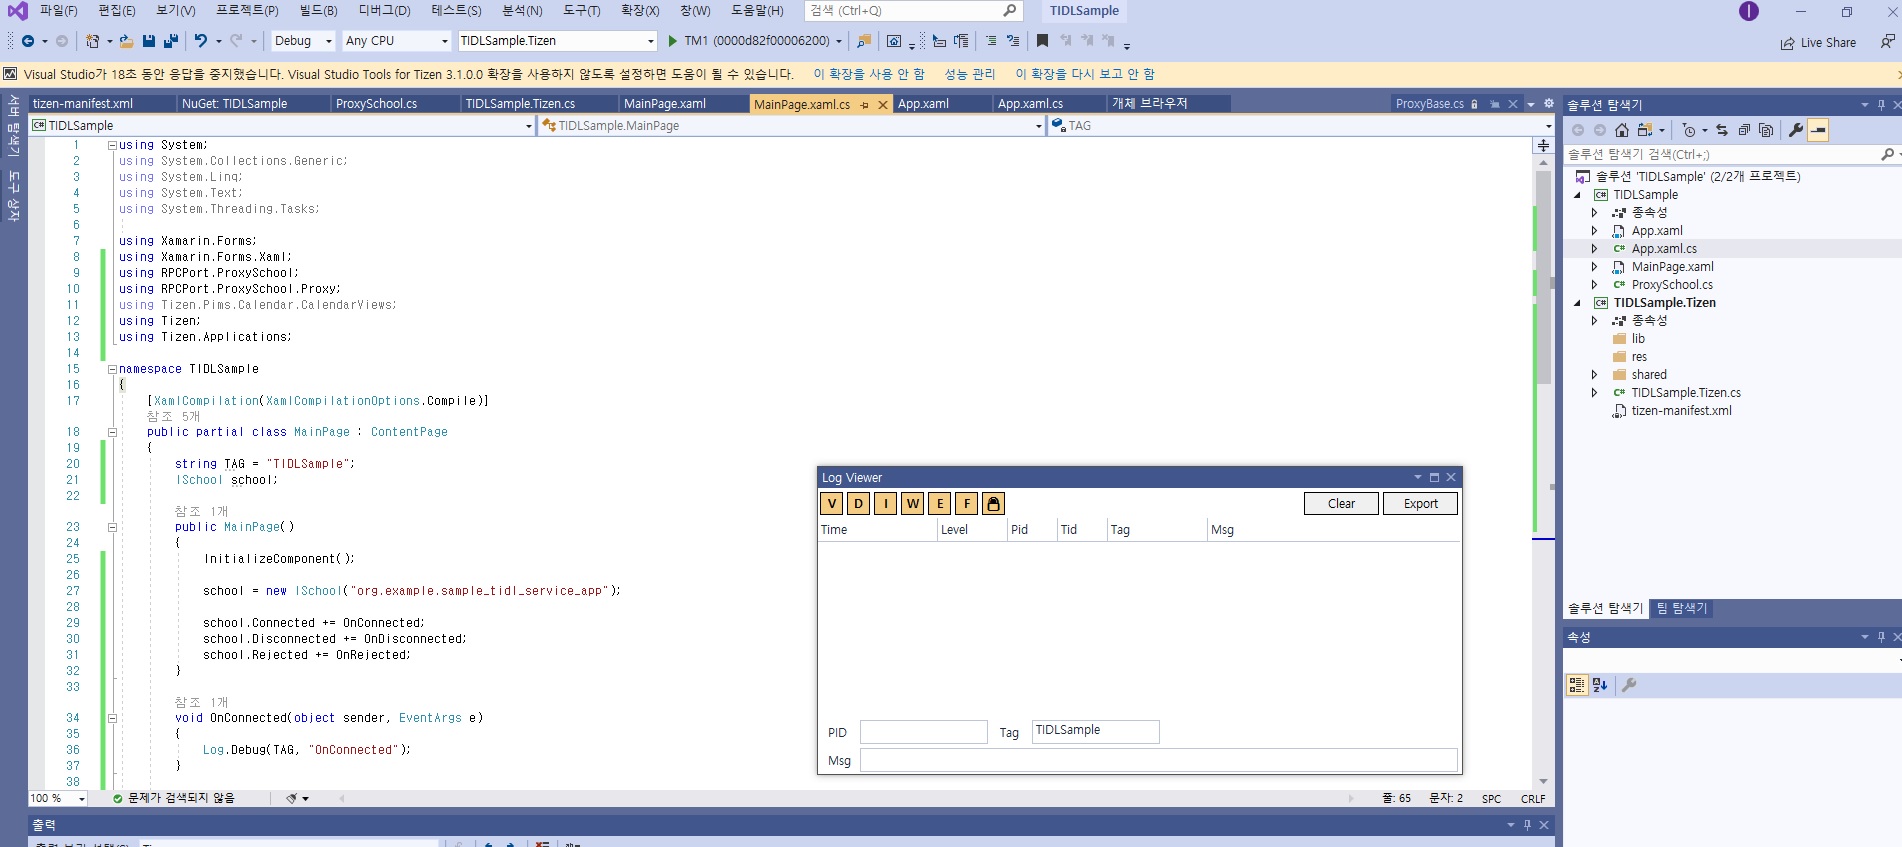 파일(F) 편집(E) 보기(V) 프로젝트(P) 빌드(B) 디버그(D) 테스트(S) 분석(N) 도구(T) 확장(X) 창(W) 도움말(H) 검색 (Ctrl+Q) TIDLSample I
Debug Any CPU TIDLSample.Tizen TM1 (0000d82f00006200) Live Share
Visual Studio가 18초 동안 응답을 중지했습니다. Visual Studio Tools for Tizen 3.1.0.0 확장을 사용하지 않도록 설정하면 도움이 될 수 있습니다. 이 확장을 사용 안 함 성능 관리 이 확장을 다시 보고 안 함
서버 탐색기
도구 상자
tizen-manifest.xml NuGet: TIDLSample ProxySchool.cs TIDLSample.Tizen.cs MainPage.xaml MainPage.xaml.cs App.xaml App.xaml.cs 개체 브라우저 ProxyBase.cs
TIDLSample TIDLSample.MainPage TAG
1 using System;
2 using System.Collections.Generic;
3 using System.Linq;
4 using System.Text;
5 using System.Threading.Tasks;
6
7 using Xamarin.Forms;
8 using Xamarin.Forms.Xaml;
9 using RPCPort.ProxySchool;
10 using RPCPort.ProxySchool.Proxy;
11 using Tizen.Pims.Calendar.CalendarViews;
12 using Tizen;
13 using Tizen.Applications;
14
15 namespace TIDLSample
16 {
17 [XamlCompilation(XamlCompilationOptions.Compile)]
참조 5개
18 public partial class MainPage : ContentPage
19 {
20 string TAG = "TIDLSample";
21 ISchool school;
22
참조 1개
23 public MainPage()
24 {
25 InitializeComponent();
26
27 school = new ISchool("org.example.sample_tidl_service_app");
28
29 school.Connected += OnConnected;
30 school.Disconnected += OnDisconnected;
31 school.Rejected += OnRejected;
32 }
33
참조 1개
34 void OnConnected(object sender, EventArgs e)
35 {
36 Log.Debug(TAG, "OnConnected");
37 }
38
100 % 문제가 검색되지 않음 줄: 65 문자: 2 SPC CRLF
출력
Log Viewer
V D I W E F Clear Export
Time Level Pid Tid Tag Msg
PID Tag TIDLSample
Msg
솔루션 탐색기
솔루션 탐색기 검색(Ctrl+;)
솔루션 'TIDLSample' (2/2개 프로젝트)
TIDLSample
종속성
App.xaml
App.xaml.cs
MainPage.xaml
ProxySchool.cs
TIDLSample.Tizen
종속성
lib
res
shared
TIDLSample.Tizen.cs
tizen-manifest.xml
솔루션 탐색기 팀 탐색기
속성